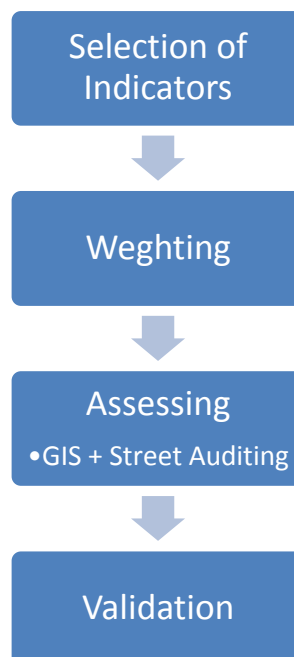 Selection of
Indicators
Weghting
Assessing
•GIS + Street Auditing
Validation